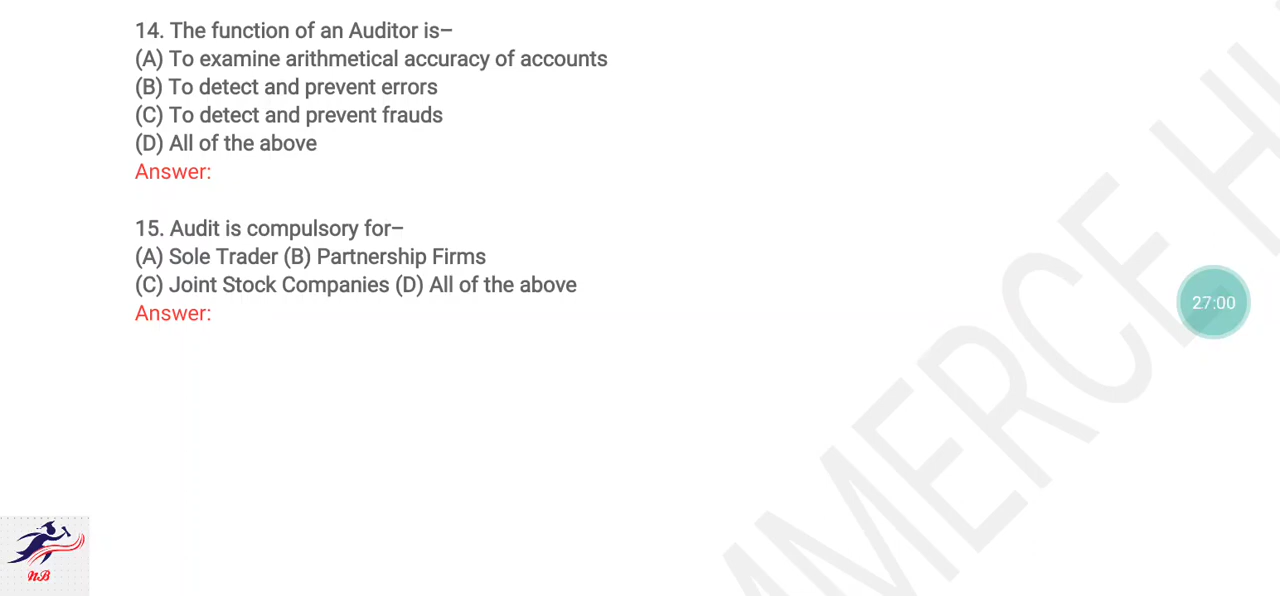 14. The function of an Auditor is–
(A) To examine arithmetical accuracy of accounts
(B) To detect and prevent errors
(C) To detect and prevent frauds
(D) All of the above
Answer:
15. Audit is compulsory for–
(A) Sole Trader (B) Partnership Firms
(C) Joint Stock Companies (D) All of the above
Answer:
27:00
MMERCE H
NB